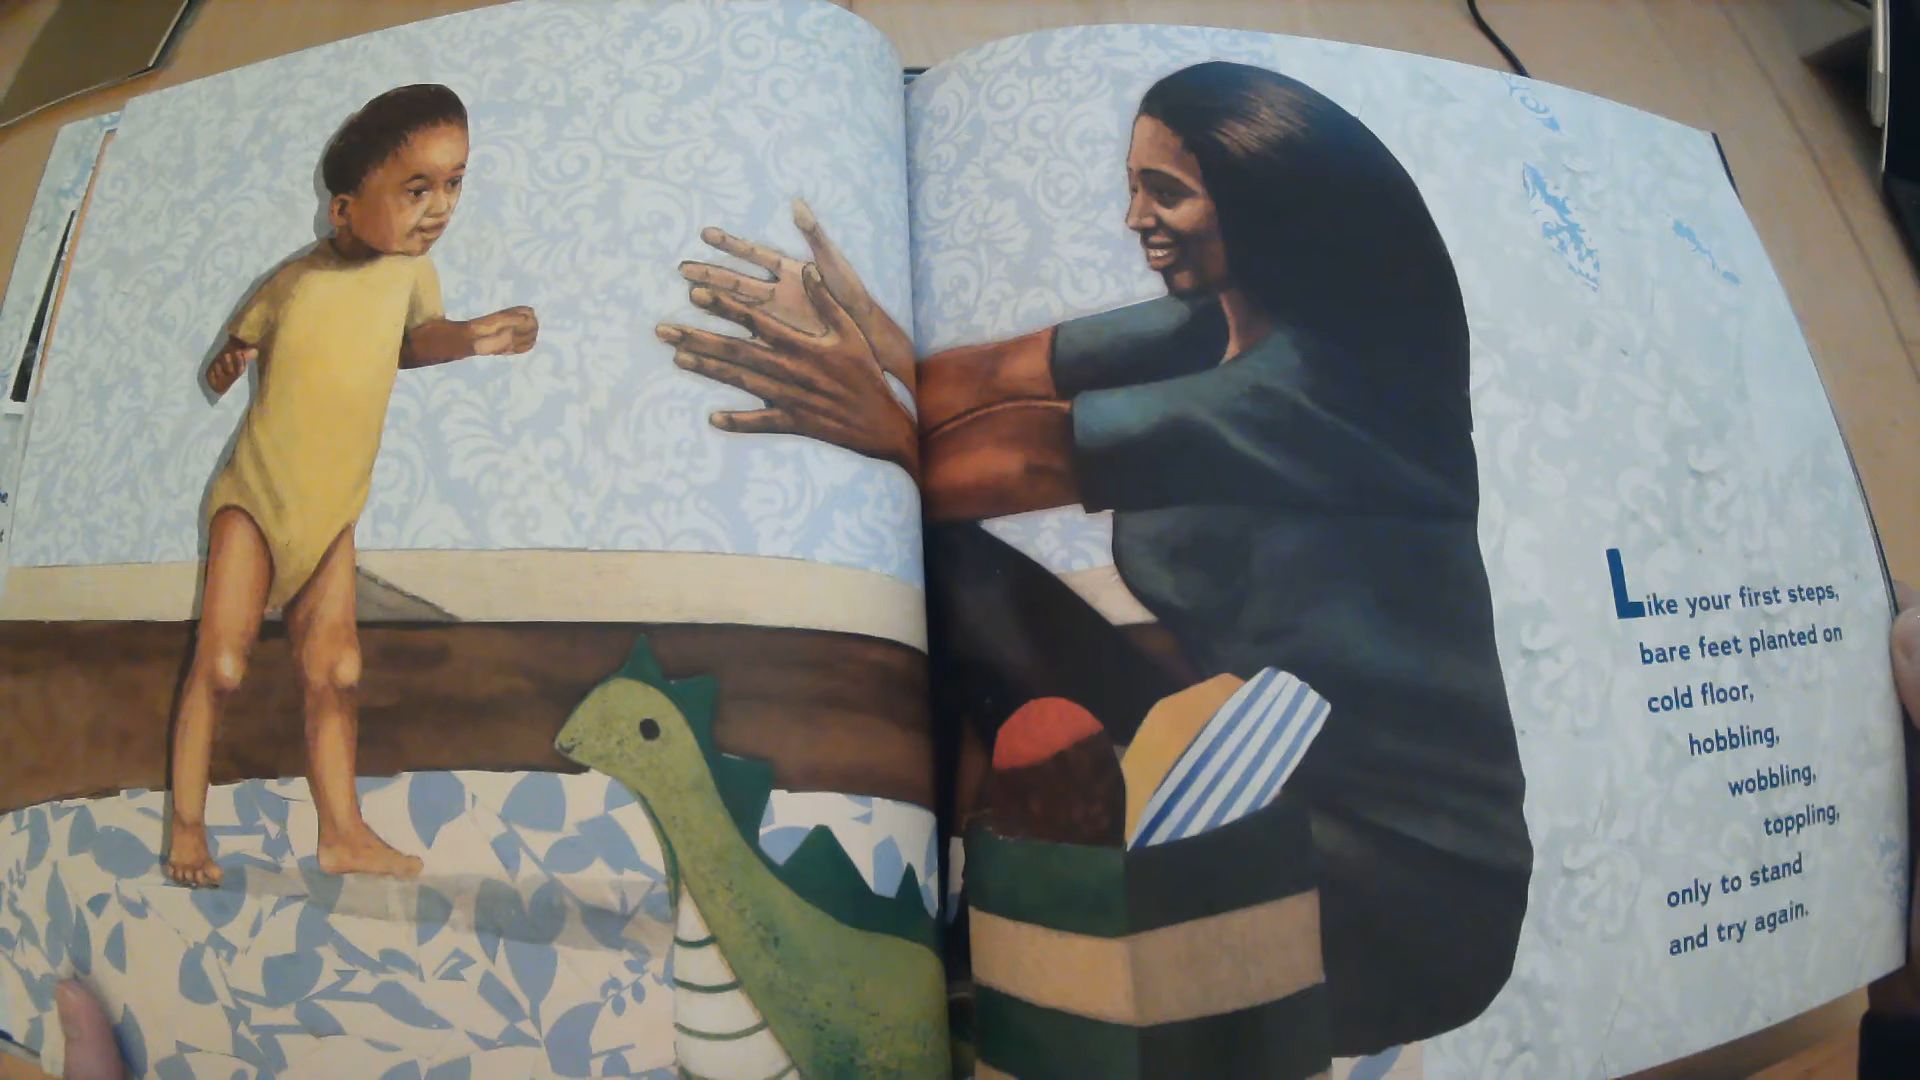 Like your first steps,
bare feet planted on
cold floor,
hobbling,
wobbling,
toppling,
only to stand
and try again.